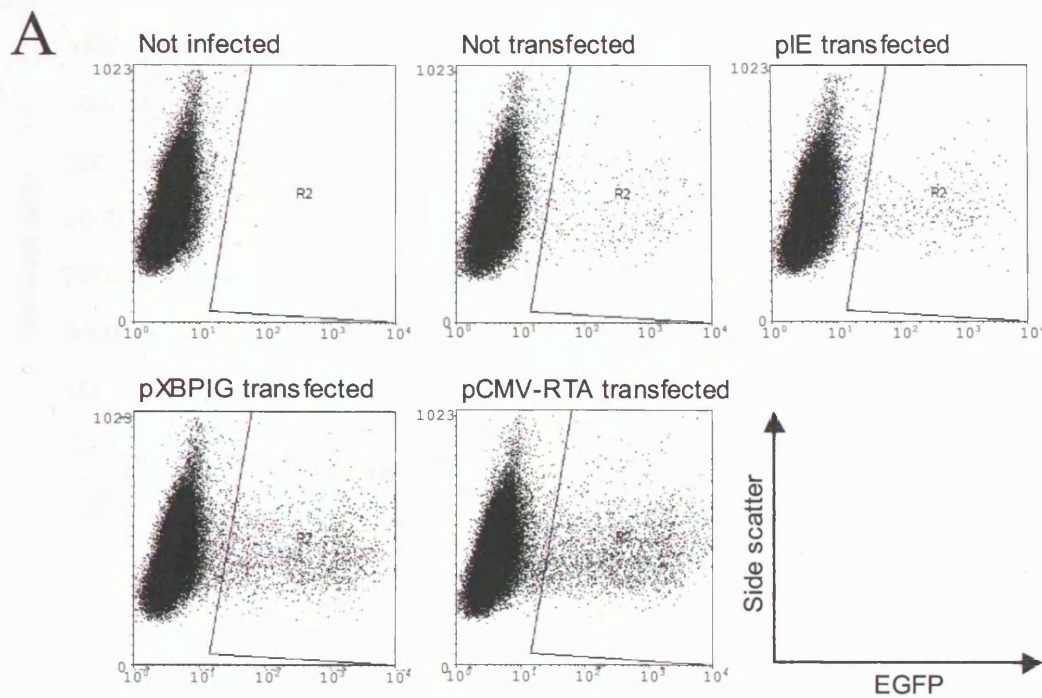 A
Not infected
Not transfected
pIE transfected
1023
R2
0
10⁰ 10¹ 10² 10³ 10⁴
1023
R2
0
10⁰ 10¹ 10² 10³ 10⁴
1023
R2
0
10⁰ 10¹ 10² 10³ 10⁴
pXBPIG transfected
pCMV-RTA transfected
1023
R2
0
10² 10³
1023
R2
0
10⁰ 10¹ 10² 10³ 10⁴
Side scatter
EGFP